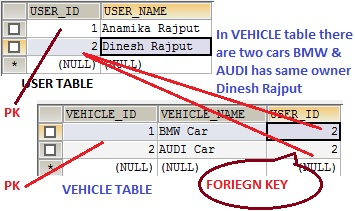 USER_ID USER_NAME
1 Anamika Rajput
2 Dinesh Rajput
* (NULL) (NULL)
In VEHICLE table there
are two cars BMW &
AUDI has same owner
Dinesh Rajput
PK
USER TABLE
VEHICLE_ID VEHICLE_NAME USER_ID
1 BMW Car 2
2 AUDI Car 2
* (NULL) (NULL) (NULL)
PK
VEHICLE TABLE
FORIEGN KEY